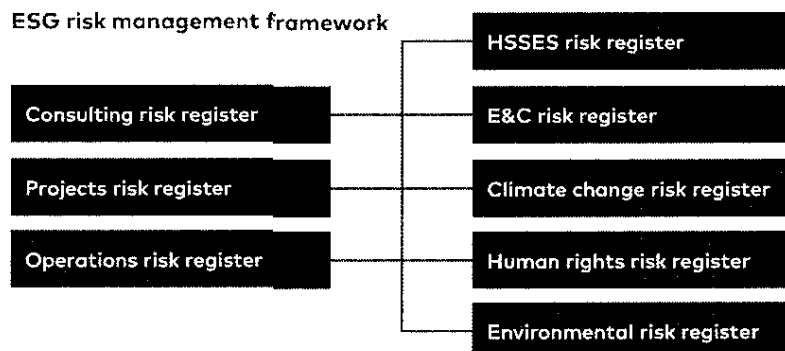 ESG risk management framework
Consulting risk register
Projects risk register
Operations risk register
HSSES risk register
E&C risk register
Climate change risk register
Human rights risk register
Environmental risk register